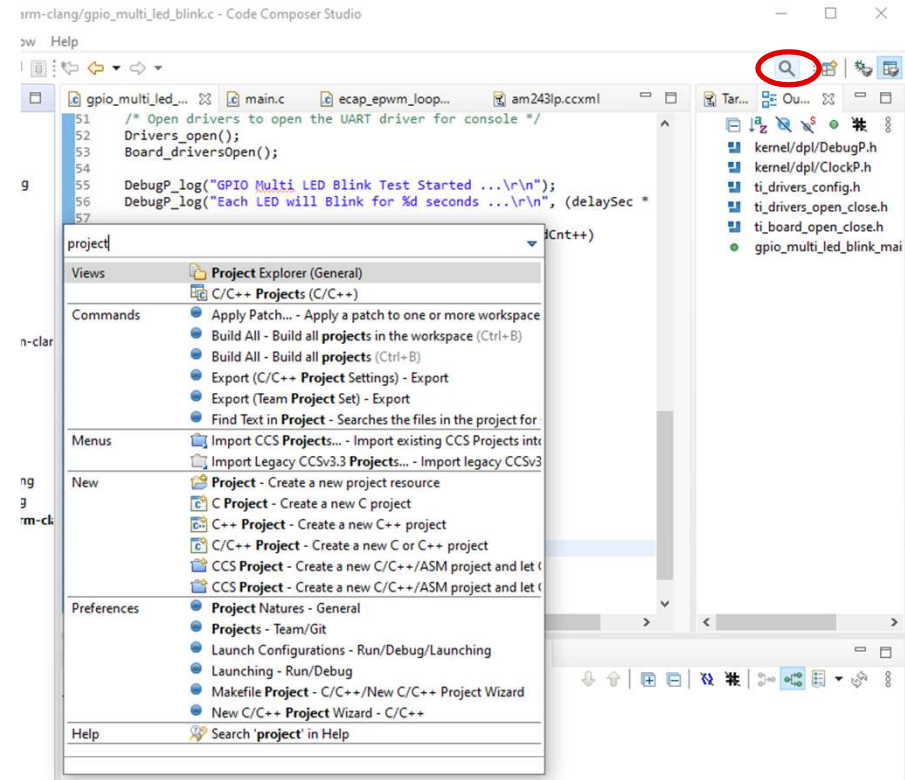 arm-clang/gpio_multi_led_blink.c - Code Composer Studio
ow Help
gpio_multi_led_... main.c ecap_epwm_loop... am243lp.ccxml
Tar... Ou...
51 /* Open drivers to open the UART driver for console */
52 Drivers_open();
53 Board_driversOpen();
54
55 DebugP_log("GPIO Multi LED Blink Test Started ...\r\n");
56 DebugP_log("Each LED will Blink for %d seconds ...\r\n", (delaySec *
57
dCnt++)
kernel/dpl/DebugP.h
kernel/dpl/ClockP.h
ti_drivers_config.h
ti_drivers_open_close.h
ti_board_open_close.h
gpio_multi_led_blink_mai
g
n-clar
ng
g
rm-cla
project
Views Project Explorer (General)
C/C++ Projects (C/C++)
Commands Apply Patch... - Apply a patch to one or more workspace
Build All - Build all projects in the workspace (Ctrl+B)
Build All - Build all projects (Ctrl+B)
Export (C/C++ Project Settings) - Export
Export (Team Project Set) - Export
Find Text in Project - Searches the files in the project for
Menus Import CCS Projects... - Import existing CCS Projects into
Import Legacy CCSv3.3 Projects... - Import legacy CCSv3
New Project - Create a new project resource
C Project - Create a new C project
C++ Project - Create a new C++ project
C/C++ Project - Create a new C or C++ project
CCS Project - Create a new C/C++/ASM project and let
CCS Project - Create a new C/C++/ASM project and let
Preferences Project Natures - General
Projects - Team/Git
Launch Configurations - Run/Debug/Launching
Launching - Run/Debug
Makefile Project - C/C++/New C/C++ Project Wizard
New C/C++ Project Wizard - C/C++
Help Search 'project' in Help